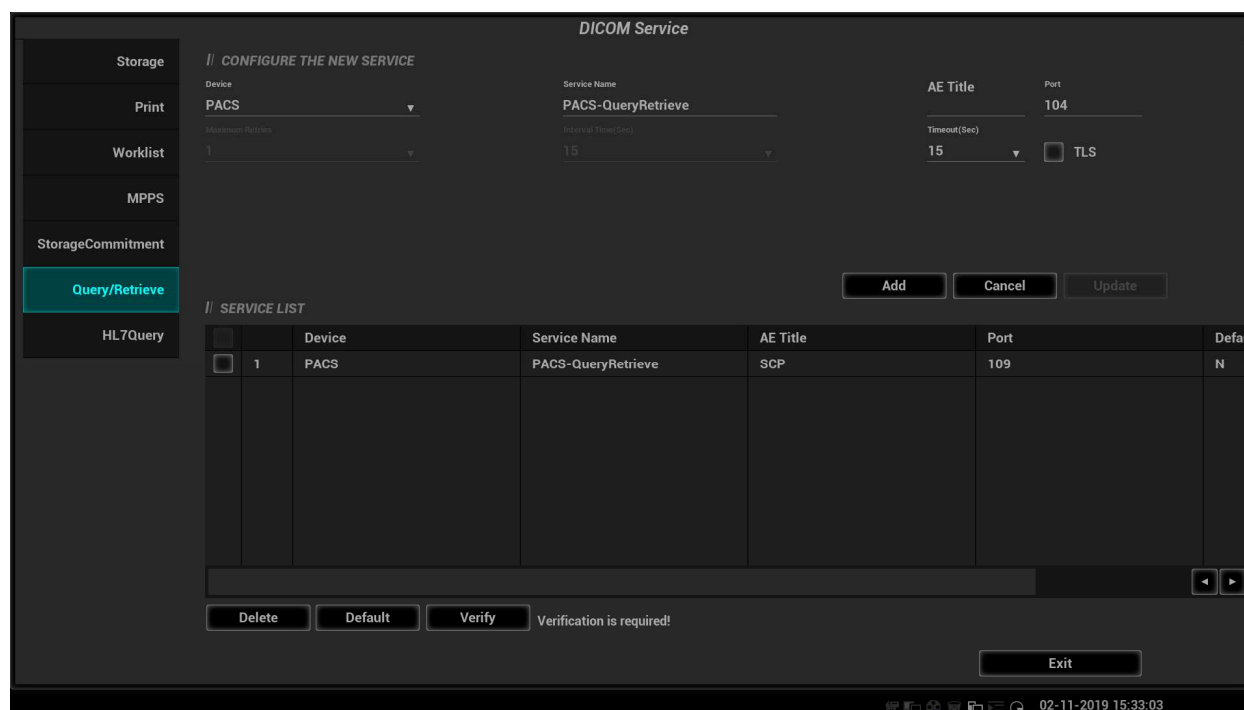 DICOM Service
Storage
Print
Worklist
MPPS
StorageCommitment
Query/Retrieve
HL7Query
// CONFIGURE THE NEW SERVICE
Device
PACS
Service Name
PACS-QueryRetrieve
AE Title
Port
104
Maximum Retries
1
Interval Time(Sec)
15
Timeout(Sec)
15
TLS
Add
Cancel
Update
// SERVICE LIST
Device Service Name AE Title Port Defa
1 PACS PACS-QueryRetrieve SCP 109 N
Delete
Default
Verify
Verification is required!
Exit
02-11-2019 15:33:03